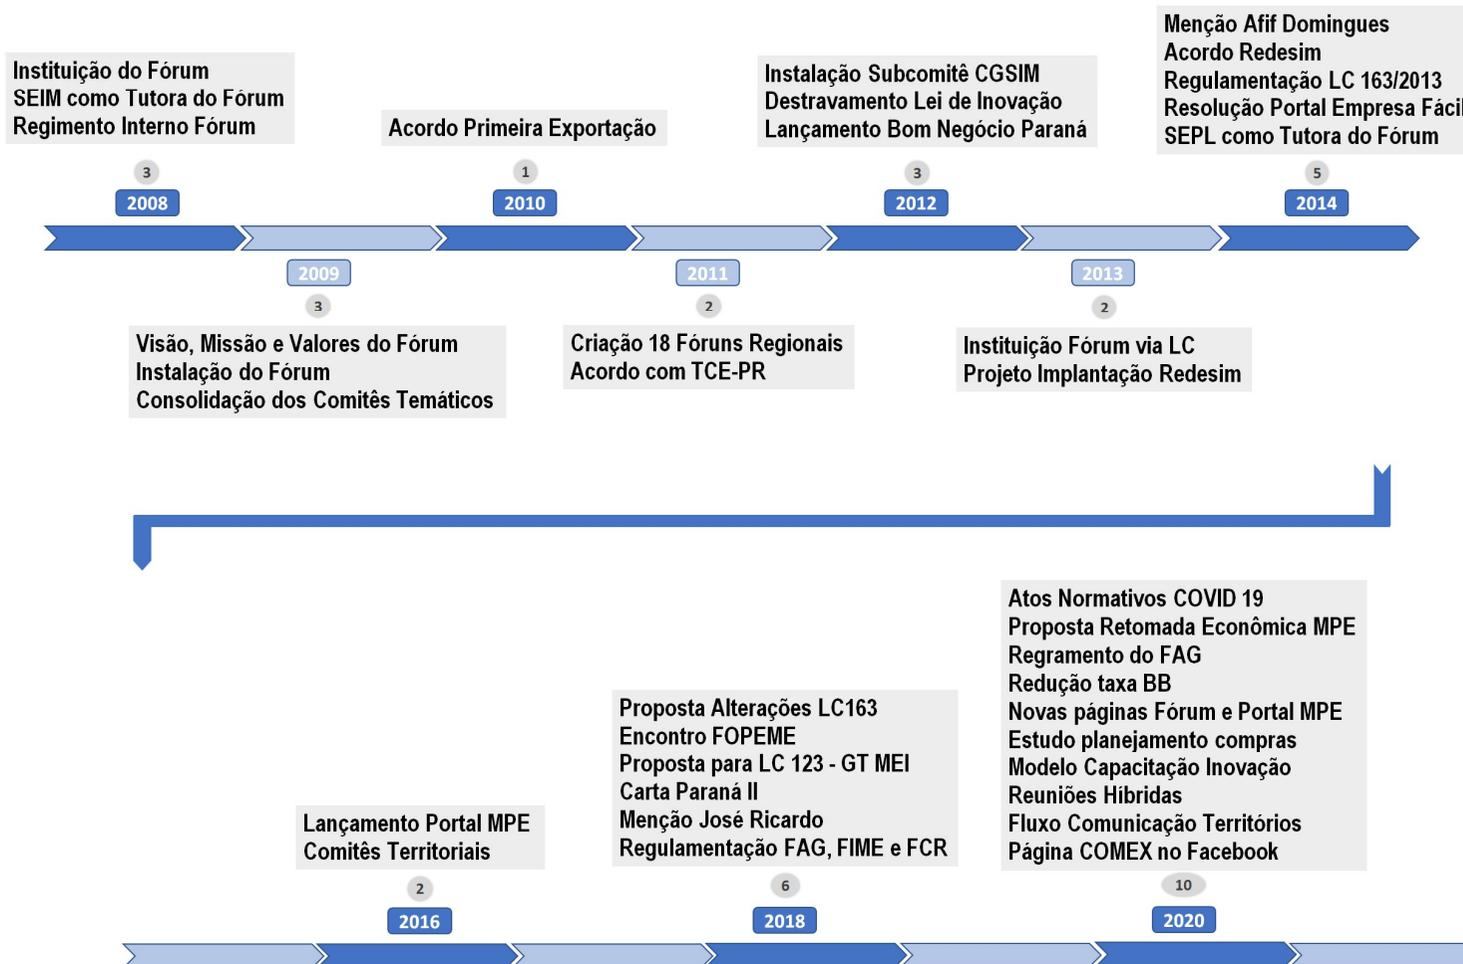 Instituição do Fórum
SEIM como Tutora do Fórum
Regimento Interno Fórum
3
2008
Visão, Missão e Valores do Fórum
Instalação do Fórum
Consolidação dos Comitês Temáticos
3
2009
Acordo Primeira Exportação
1
2010
Criação 18 Fóruns Regionais
Acordo com TCE-PR
2
2011
Instalação Subcomitê CGSIM
Destravamento Lei de Inovação
Lançamento Bom Negócio Paraná
3
2012
Instituição Fórum via LC
Projeto Implantação Redesim
2
2013
Menção Afif Domingues
Acordo Redesim
Regulamentação LC 163/2013
Resolução Portal Empresa Fácil
SEPL como Tutora do Fórum
5
2014
Lançamento Portal MPE
Comitês Territoriais
2
2016
Proposta Alterações LC163
Encontro FOPEME
Proposta para LC 123 - GT MEI
Carta Paraná II
Menção José Ricardo
Regulamentação FAG, FIME e FCR
6
2018
Atos Normativos COVID 19
Proposta Retomada Econômica MPE
Regramento do FAG
Redução taxa BB
Novas páginas Fórum e Portal MPE
Estudo planejamento compras
Modelo Capacitação Inovação
Reuniões Híbridas
Fluxo Comunicação Territórios
Página COMEX no Facebook
10
2020